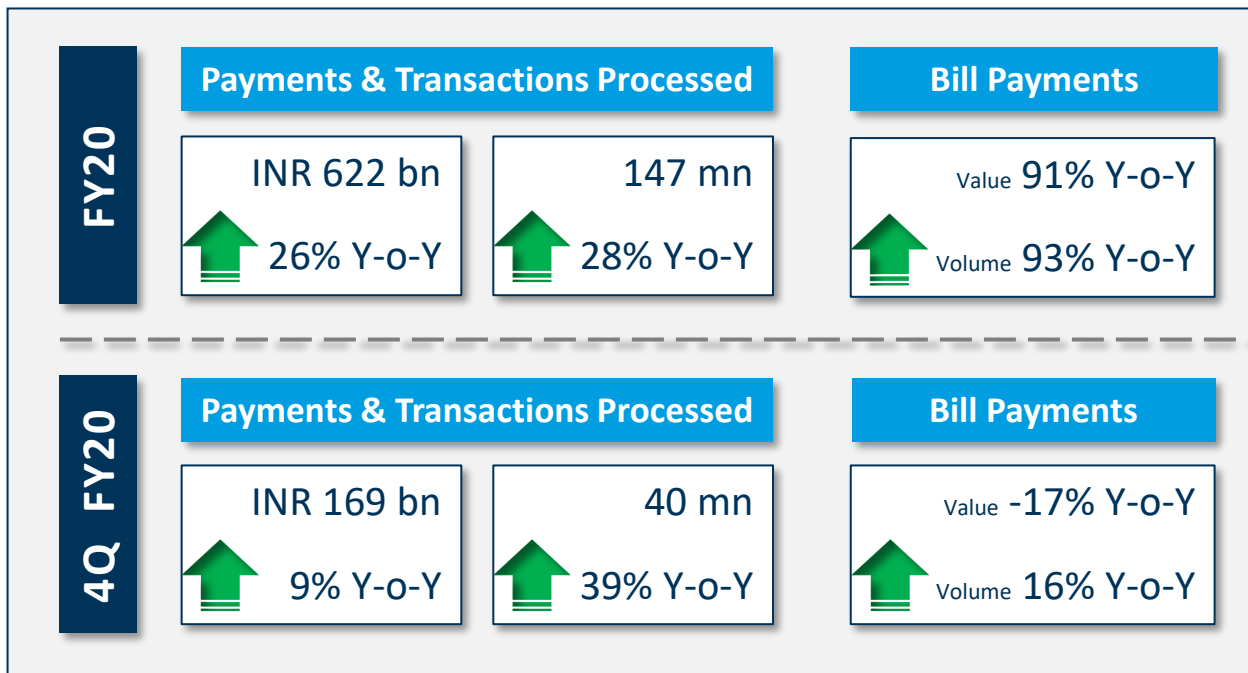 FY20
Payments & Transactions Processed
INR 622 bn
26% Y-o-Y
147 mn
28% Y-o-Y
Bill Payments
Value 91% Y-o-Y
Volume 93% Y-o-Y
4Q FY20
Payments & Transactions Processed
INR 169 bn
9% Y-o-Y
40 mn
39% Y-o-Y
Bill Payments
Value -17% Y-o-Y
Volume 16% Y-o-Y